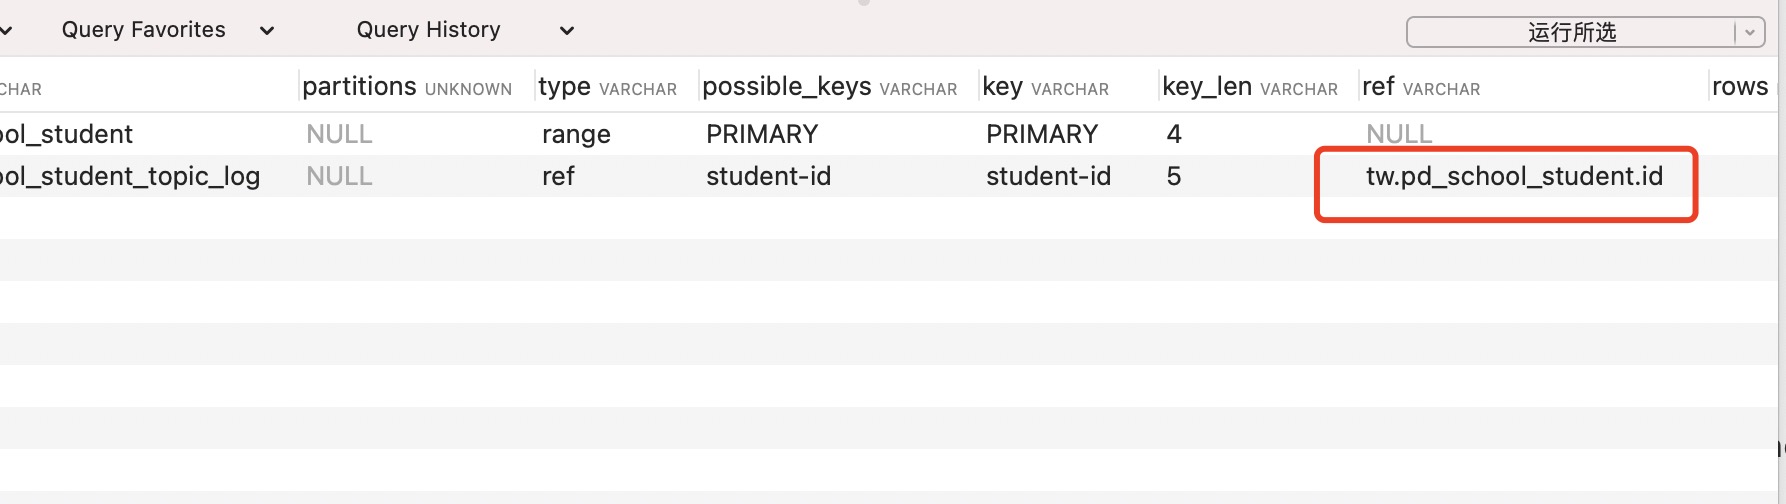 Query Favorites Query History 运行所选
CHAR partitions UNKNOWN type VARCHAR possible_keys VARCHAR key VARCHAR key_len VARCHAR ref VARCHAR rows
ool_student NULL range PRIMARY PRIMARY 4 NULL
ool_student_topic_log NULL ref student-id student-id 5 tw.pd_school_student.id